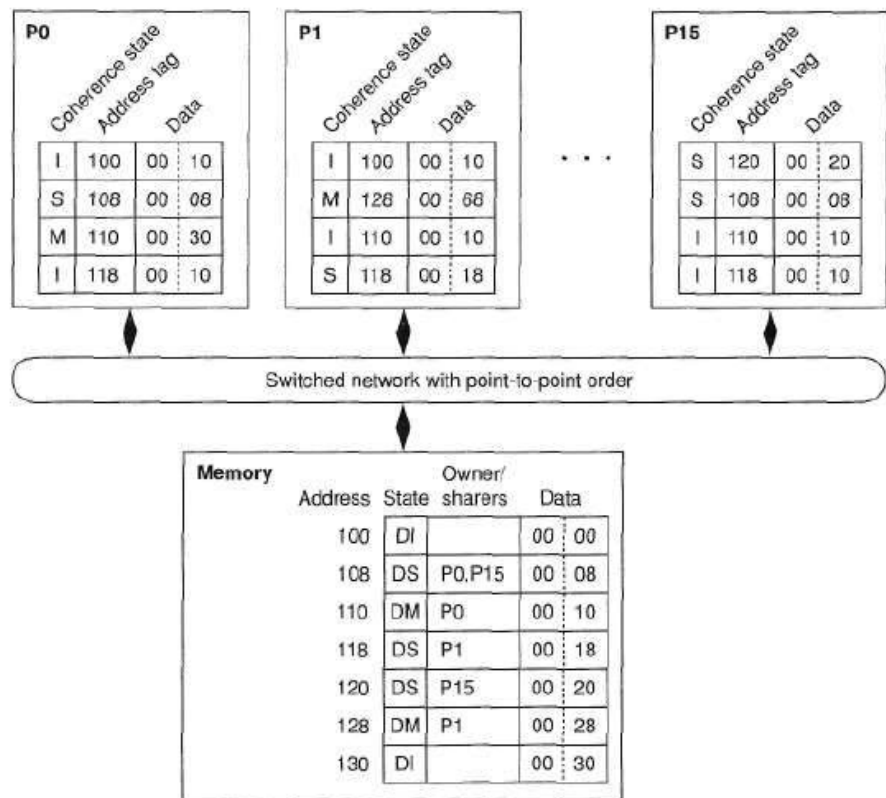 P0
Coherence state
Address tag
Data
I 100 00 10
S 108 00 08
M 110 00 30
I 118 00 10
P1
Coherence state
Address tag
Data
I 100 00 10
M 128 00 68
I 110 00 10
S 118 00 18
. . .
P15
Coherence state
Address tag
Data
S 120 00 20
S 108 00 08
I 110 00 10
I 118 00 10
Switched network with point-to-point order
Memory
Owner/
Address State sharers Data
100 DI 00 00
108 DS P0.P15 00 08
110 DM P0 00 10
118 DS P1 00 18
120 DS P15 00 20
128 DM P1 00 28
130 DI 00 30